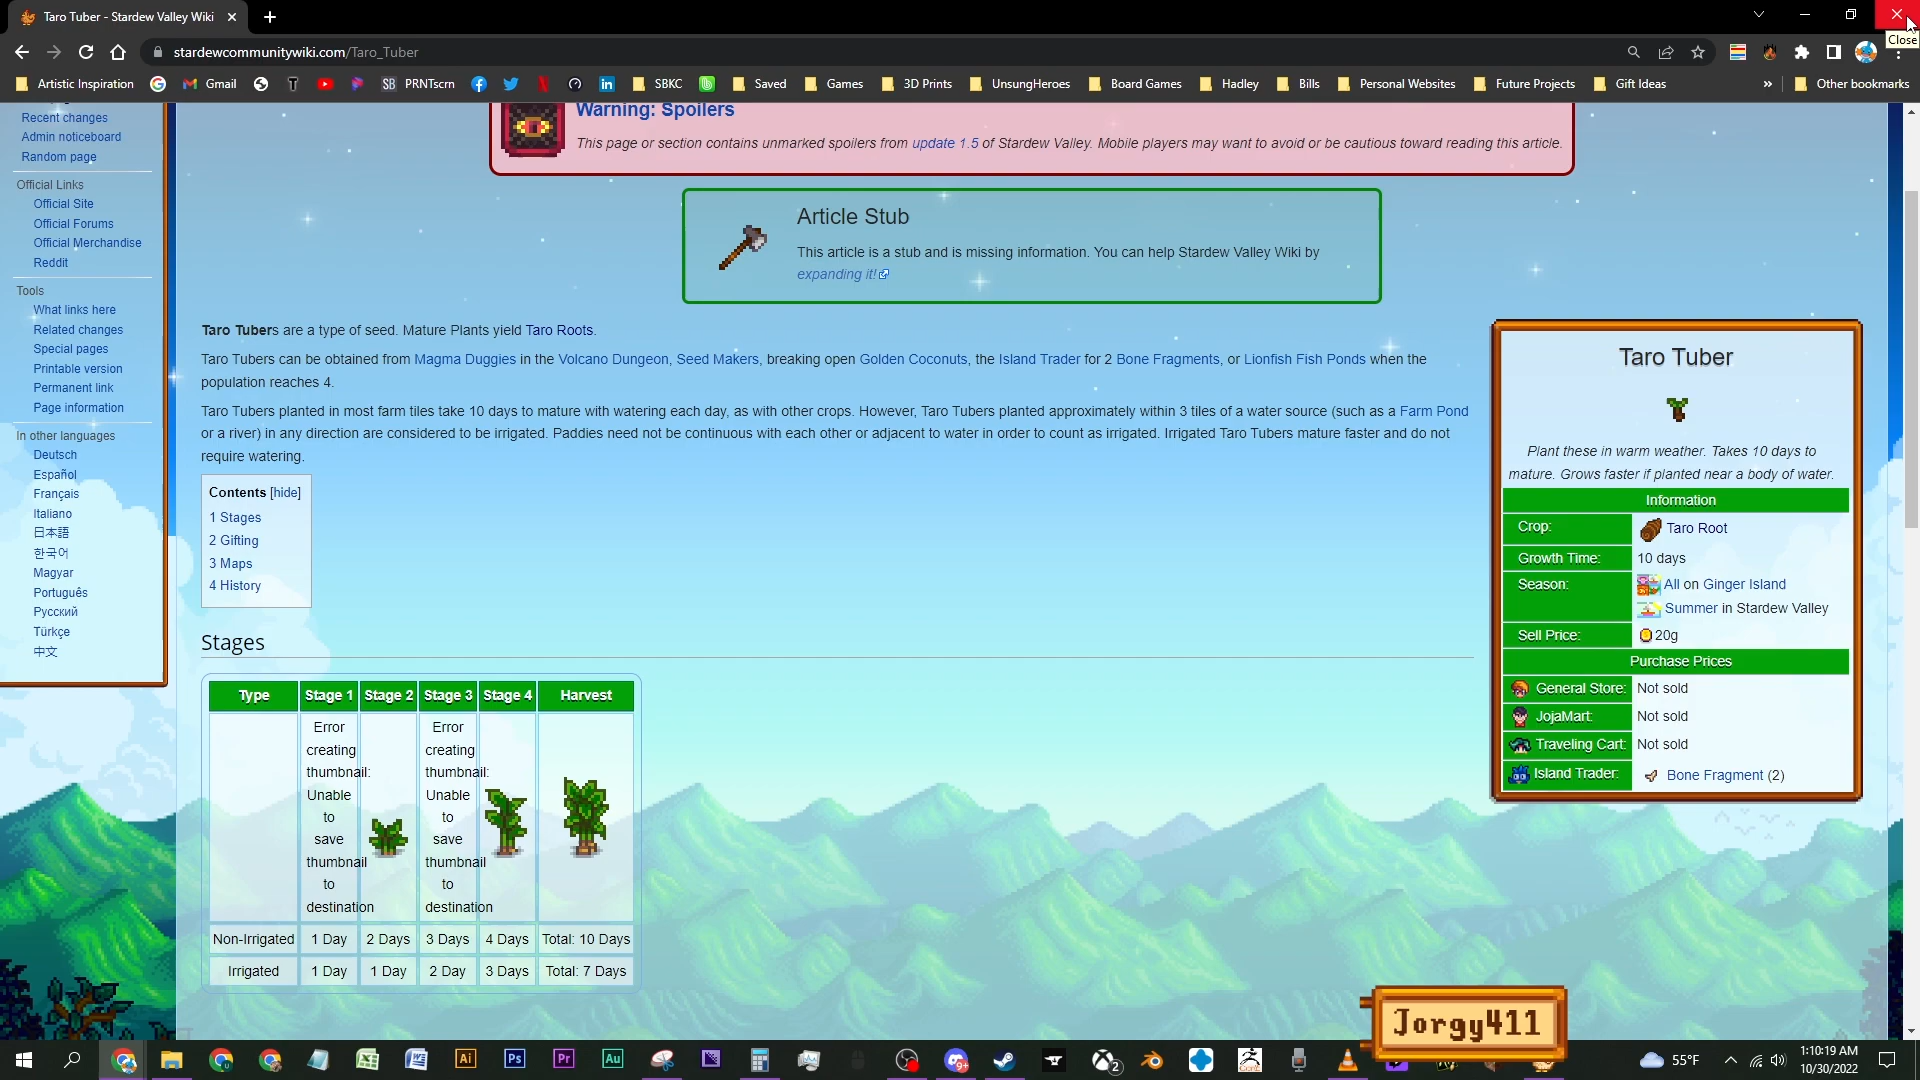 Taro Tuber - Stardew Valley Wiki
Close
stardewcommunitywiki.com/Taro_Tuber
Artistic Inspiration
Gmail
SB PRNTscrn
SBKC
Saved
Games
3D Prints
UnsungHeroes
Board Games
Hadley
Bills
Personal Websites
Future Projects
Gift Ideas
»
Other bookmarks
Recent changes
Admin noticeboard
Random page
Official Links
Official Site
Official Forums
Official Merchandise
Reddit
Tools
What links here
Related changes
Special pages
Printable version
Permanent link
Page information
In other languages
Deutsch
Español
Français
Italiano
日本語
한국어
Magyar
Português
Русский
Türkçe
中文
Warning: Spoilers
This page or section contains unmarked spoilers from update 1.5 of Stardew Valley. Mobile players may want to avoid or be cautious toward reading this article.
Article Stub
This article is a stub and is missing information. You can help Stardew Valley Wiki by
expanding it!
Taro Tubers are a type of seed. Mature Plants yield Taro Roots.
Taro Tubers can be obtained from Magma Duggies in the Volcano Dungeon, Seed Makers, breaking open Golden Coconuts, the Island Trader for 2 Bone Fragments, or Lionfish Fish Ponds when the
population reaches 4.
Taro Tubers planted in most farm tiles take 10 days to mature with watering each day, as with other crops. However, Taro Tubers planted approximately within 3 tiles of a water source (such as a Farm Pond
or a river) in any direction are considered to be irrigated. Paddies need not be continuous with each other or adjacent to water in order to count as irrigated. Irrigated Taro Tubers mature faster and do not
require watering.
Contents [hide]
1 Stages
2 Gifting
3 Maps
4 History
Stages
Type Stage 1 Stage 2 Stage 3 Stage 4 Harvest
Error
creating
thumbnail:
Unable
to
save
thumbnail
to
destination
Error
creating
thumbnail:
Unable
to
save
thumbnail
to
destination
Non-Irrigated 1 Day 2 Days 3 Days 4 Days Total: 10 Days
Irrigated 1 Day 1 Day 2 Day 3 Days Total: 7 Days
Taro Tuber
Plant these in warm weather. Takes 10 days to
mature. Grows faster if planted near a body of water.
Information
Crop: Taro Root
Growth Time: 10 days
Season: All on Ginger Island
Summer in Stardew Valley
Sell Price: 20g
Purchase Prices
General Store: Not sold
JojaMart: Not sold
Traveling Cart: Not sold
Island Trader: Bone Fragment (2)
Jorgy411
Ai
Ps
Pr
Au
9+
2
55°F
1:10:19 AM
10/30/2022